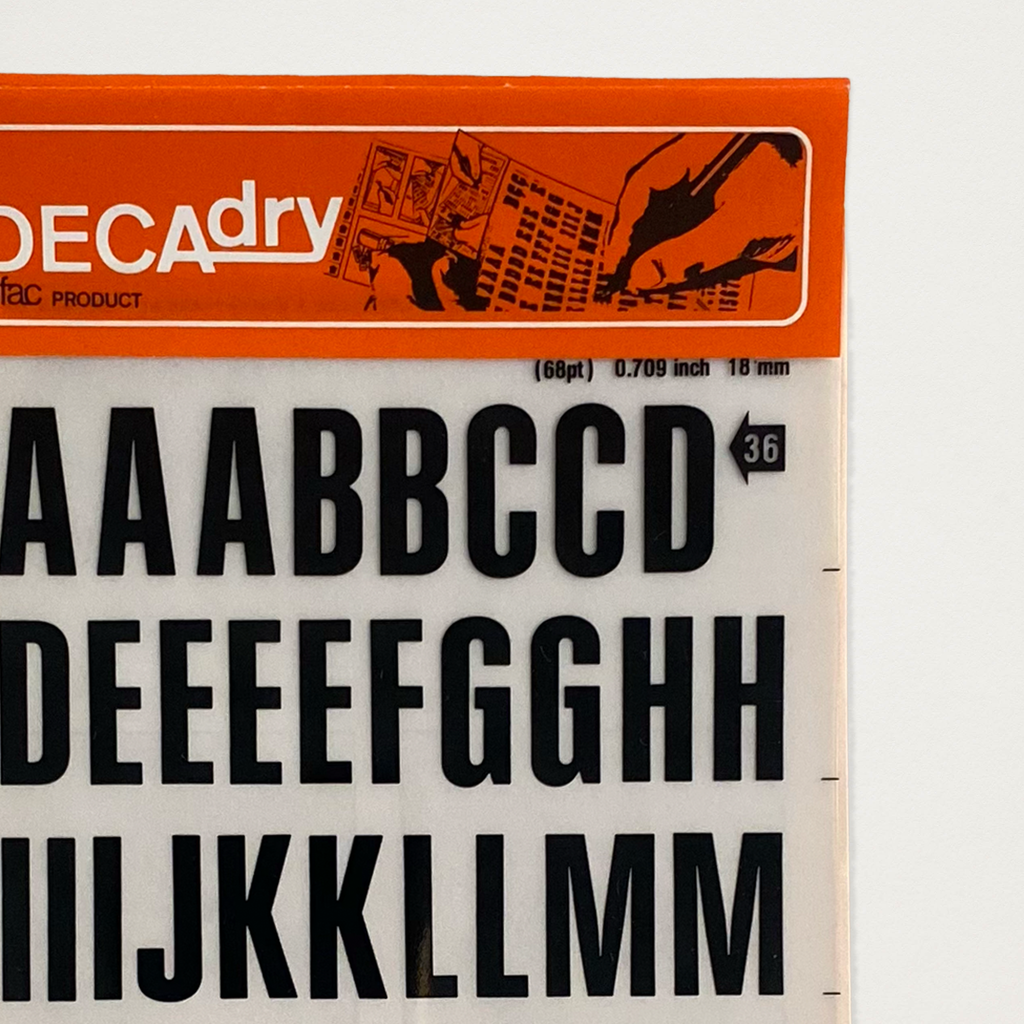 DECAdry
fac PRODUCT
(68pt) 0.709 inch 18 mm
AAABBCCD 36
DEEEEFGGHH
IIIJKKLLMM